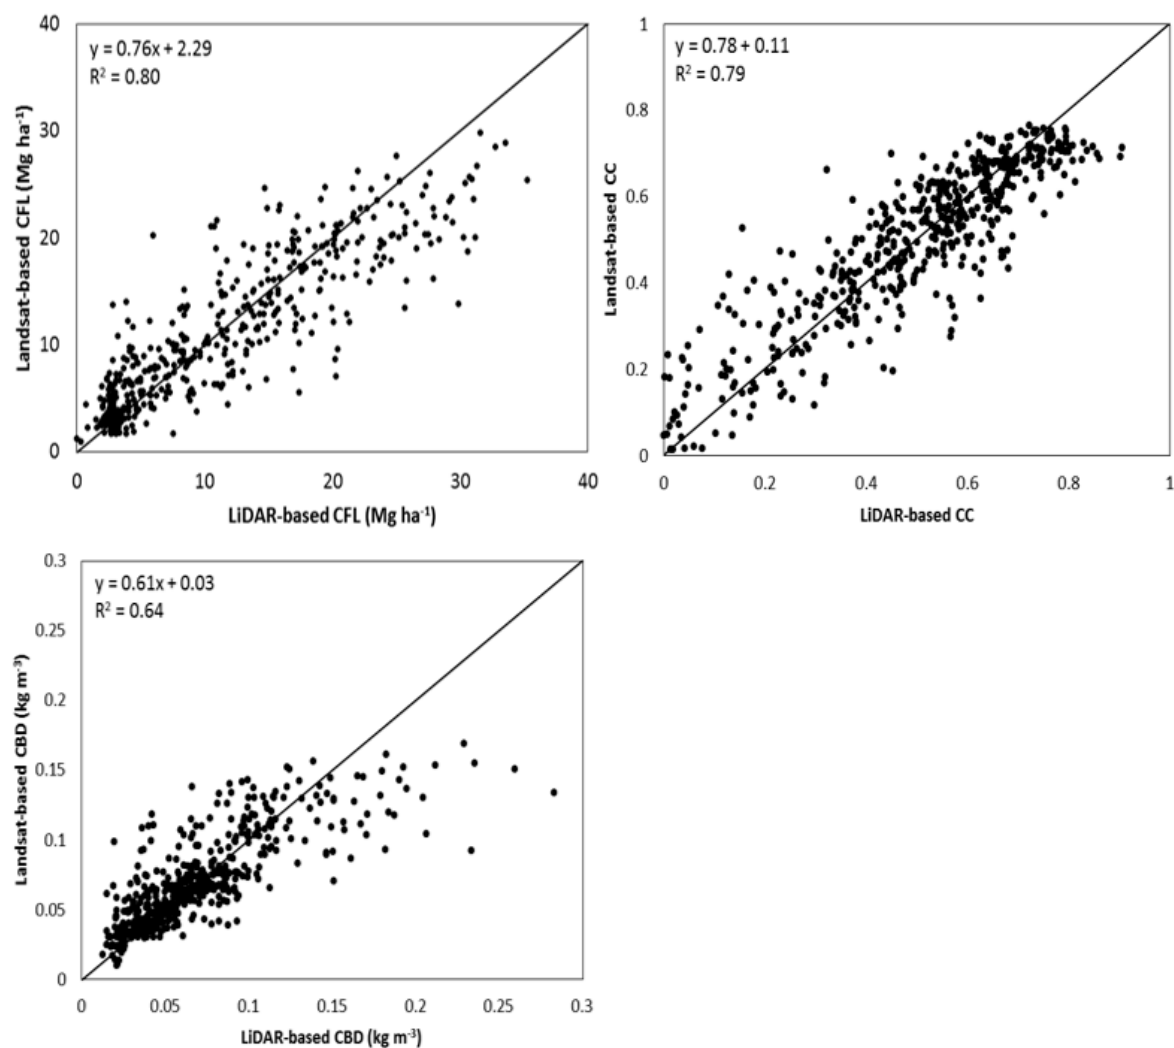 y = 0.76x + 2.29
R² = 0.80
40
30
20
10
0
0 10 20 30 40
Landsat-based CFL (Mg ha⁻¹)
LiDAR-based CFL (Mg ha⁻¹)
y = 0.78 + 0.11
R² = 0.79
1
0.8
0.6
0.4
0.2
0
0 0.2 0.4 0.6 0.8 1
Landsat-based CC
LiDAR-based CC
y = 0.61x + 0.03
R² = 0.64
0.3
0.25
0.2
0.15
0.1
0.05
0
0 0.05 0.1 0.15 0.2 0.25 0.3
Landsat-based CBD (kg m⁻³)
LiDAR-based CBD (kg m⁻³)